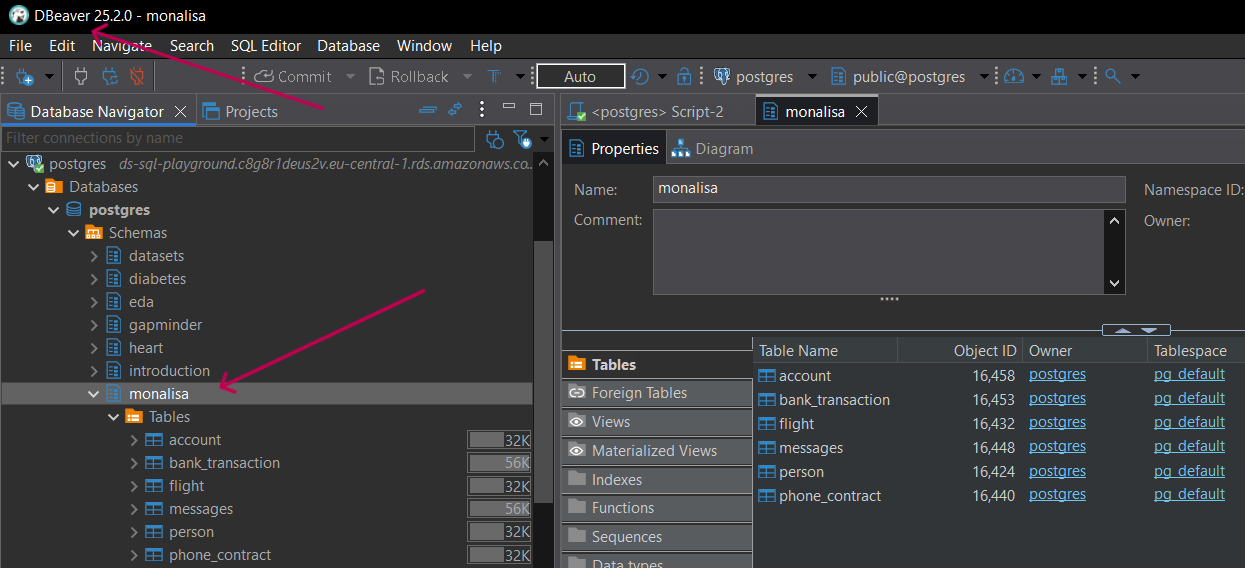 DBeaver 25.2.0 - monalisa
File Edit Navigate Search SQL Editor Database Window Help
Commit Rollback Auto postgres public@postgres
Database Navigator Projects
Filter connections by name
postgres ds-sql-playground.c8g8r1deus2v.eu-central-1.rds.amazonaws.co...
Databases
postgres
Schemas
datasets
diabetes
eda
gapminder
heart
introduction
monalisa
Tables
account 32K
bank_transaction 56K
flight 32K
messages 56K
person 32K
phone_contract 32K
<postgres> Script-2 monalisa
Properties Diagram
Name: monalisa Namespace ID:
Comment: Owner:
Tables
Foreign Tables
Views
Materialized Views
Indexes
Functions
Sequences
Data types
Table Name Object ID Owner Tablespace
account 16,458 postgres pg_default
bank_transaction 16,453 postgres pg_default
flight 16,432 postgres pg_default
messages 16,448 postgres pg_default
person 16,424 postgres pg_default
phone_contract 16,440 postgres pg_default